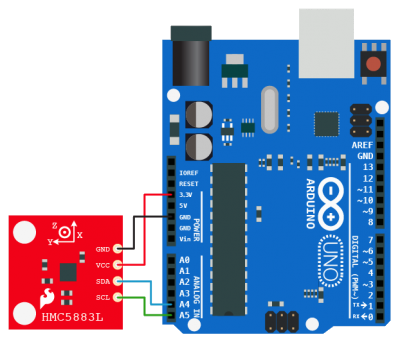 IOREF
RESET
3.3V
5V
GND
GND
Vin
POWER
A0
A1
A2
A3
A4
A5
ANALOG IN
AREF
GND
13
12
~11
~10
~9
8
7
~6
~5
4
~3
2
TX→1
RX←0
DIGITAL (PWM~)
ARDUINO
UNO
Z
X
Y
GND
VCC
SDA
SCL
HMC5883L